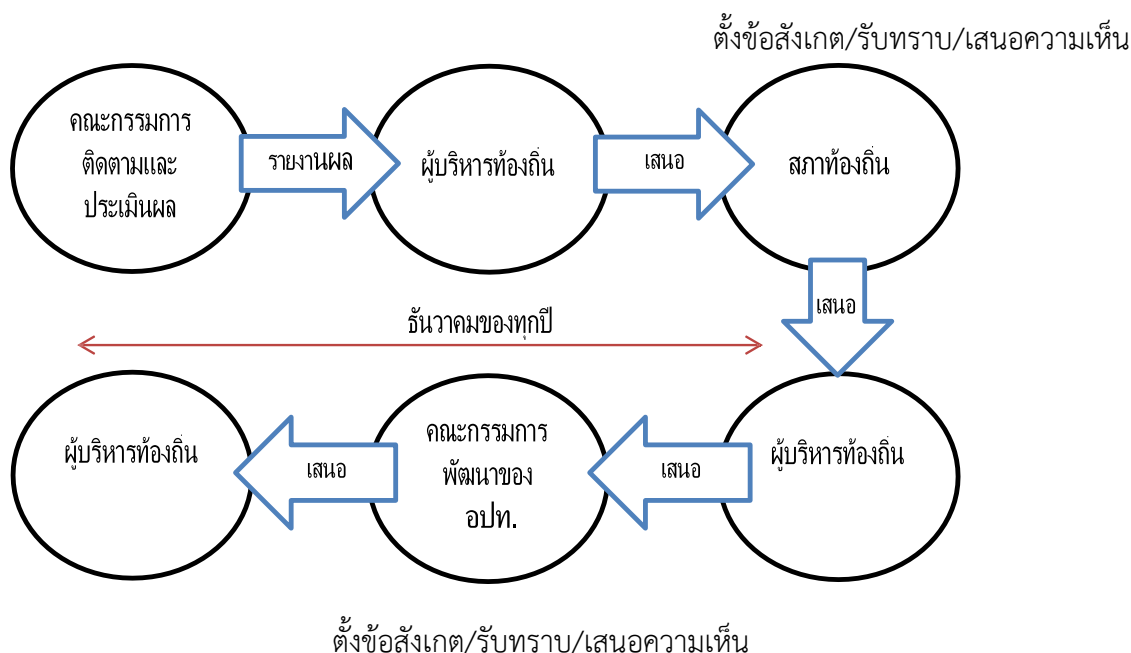 ตั้งข้อสังเกต/รับทราบ/เสนอความเห็น
คณะกรรมการ
ติดตามและ
ประเมินผล
รายงานผล
ผู้บริหารท้องถิ่น
เสนอ
สภาท้องถิ่น
เสนอ
ธันวาคมของทุกปี
ผู้บริหารท้องถิ่น
เสนอ
คณะกรรมการ
พัฒนาของ
อปท.
เสนอ
ผู้บริหารท้องถิ่น
ตั้งข้อสังเกต/รับทราบ/เสนอความเห็น